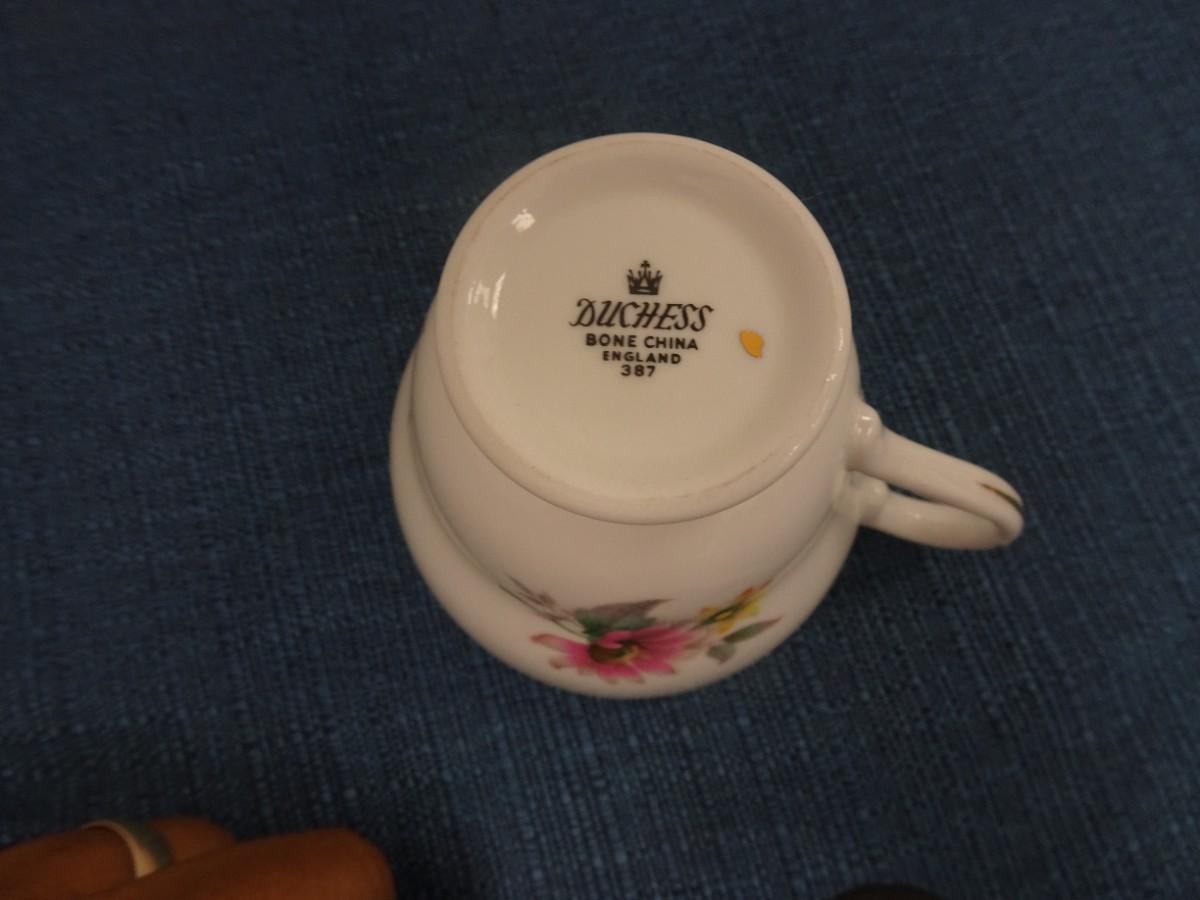 DUCHESS
BONE CHINA
ENGLAND
387